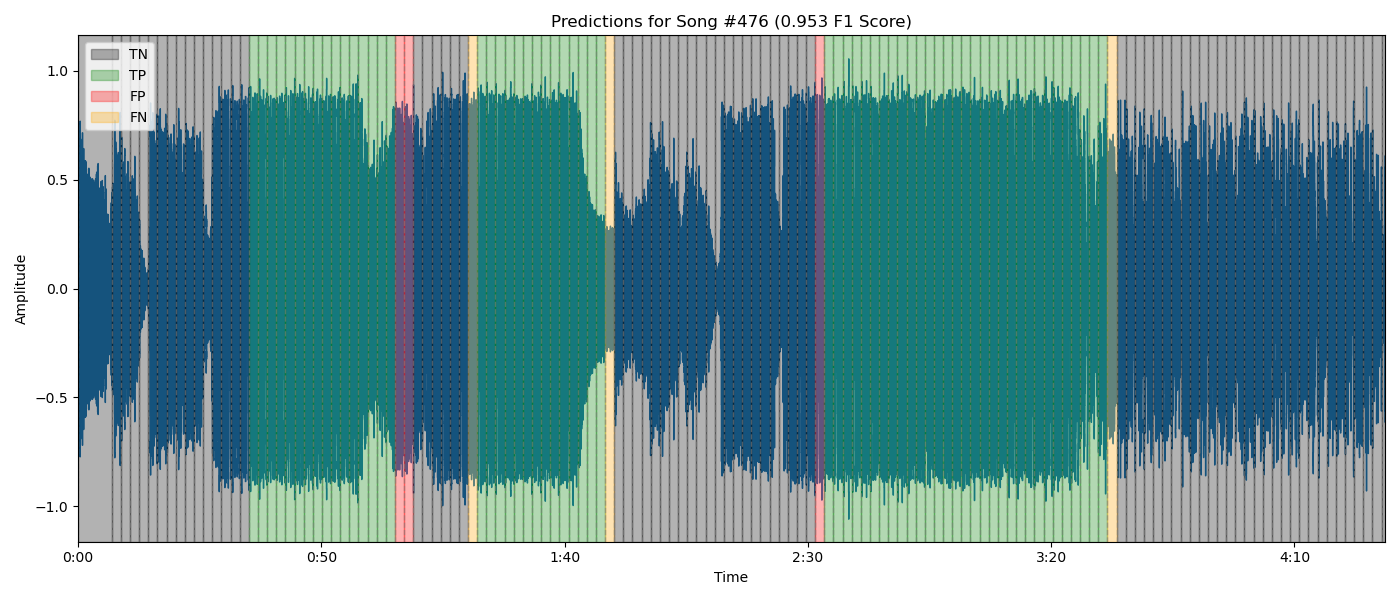 Predictions for Song #476 (0.953 F1 Score)
TN
TP
FP
FN
1.0
0.5
0.0
−0.5
−1.0
Amplitude
0:00 0:50 1:40 2:30 3:20 4:10
Time